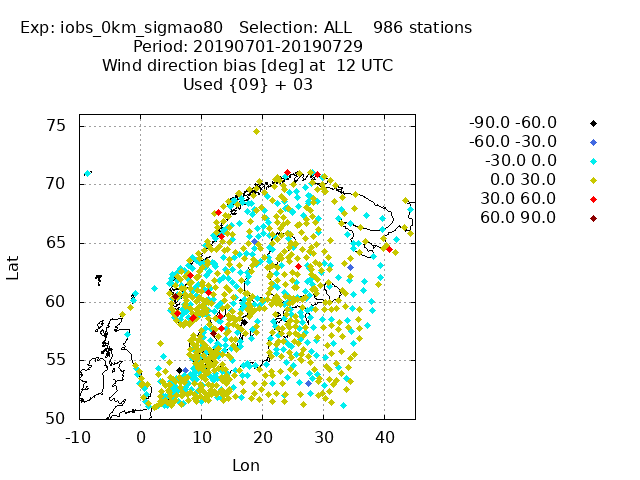 Exp: iobs_0km_sigmao80   Selection: ALL    986 stations
Period: 20190701-20190729
Wind direction bias [deg] at  12 UTC
Used {09} + 03
75
70
65
60
55
50
-10 0 10 20 30 40
Lat
Lon
-90.0 -60.0
-60.0 -30.0
-30.0 0.0
0.0 30.0
30.0 60.0
60.0 90.0